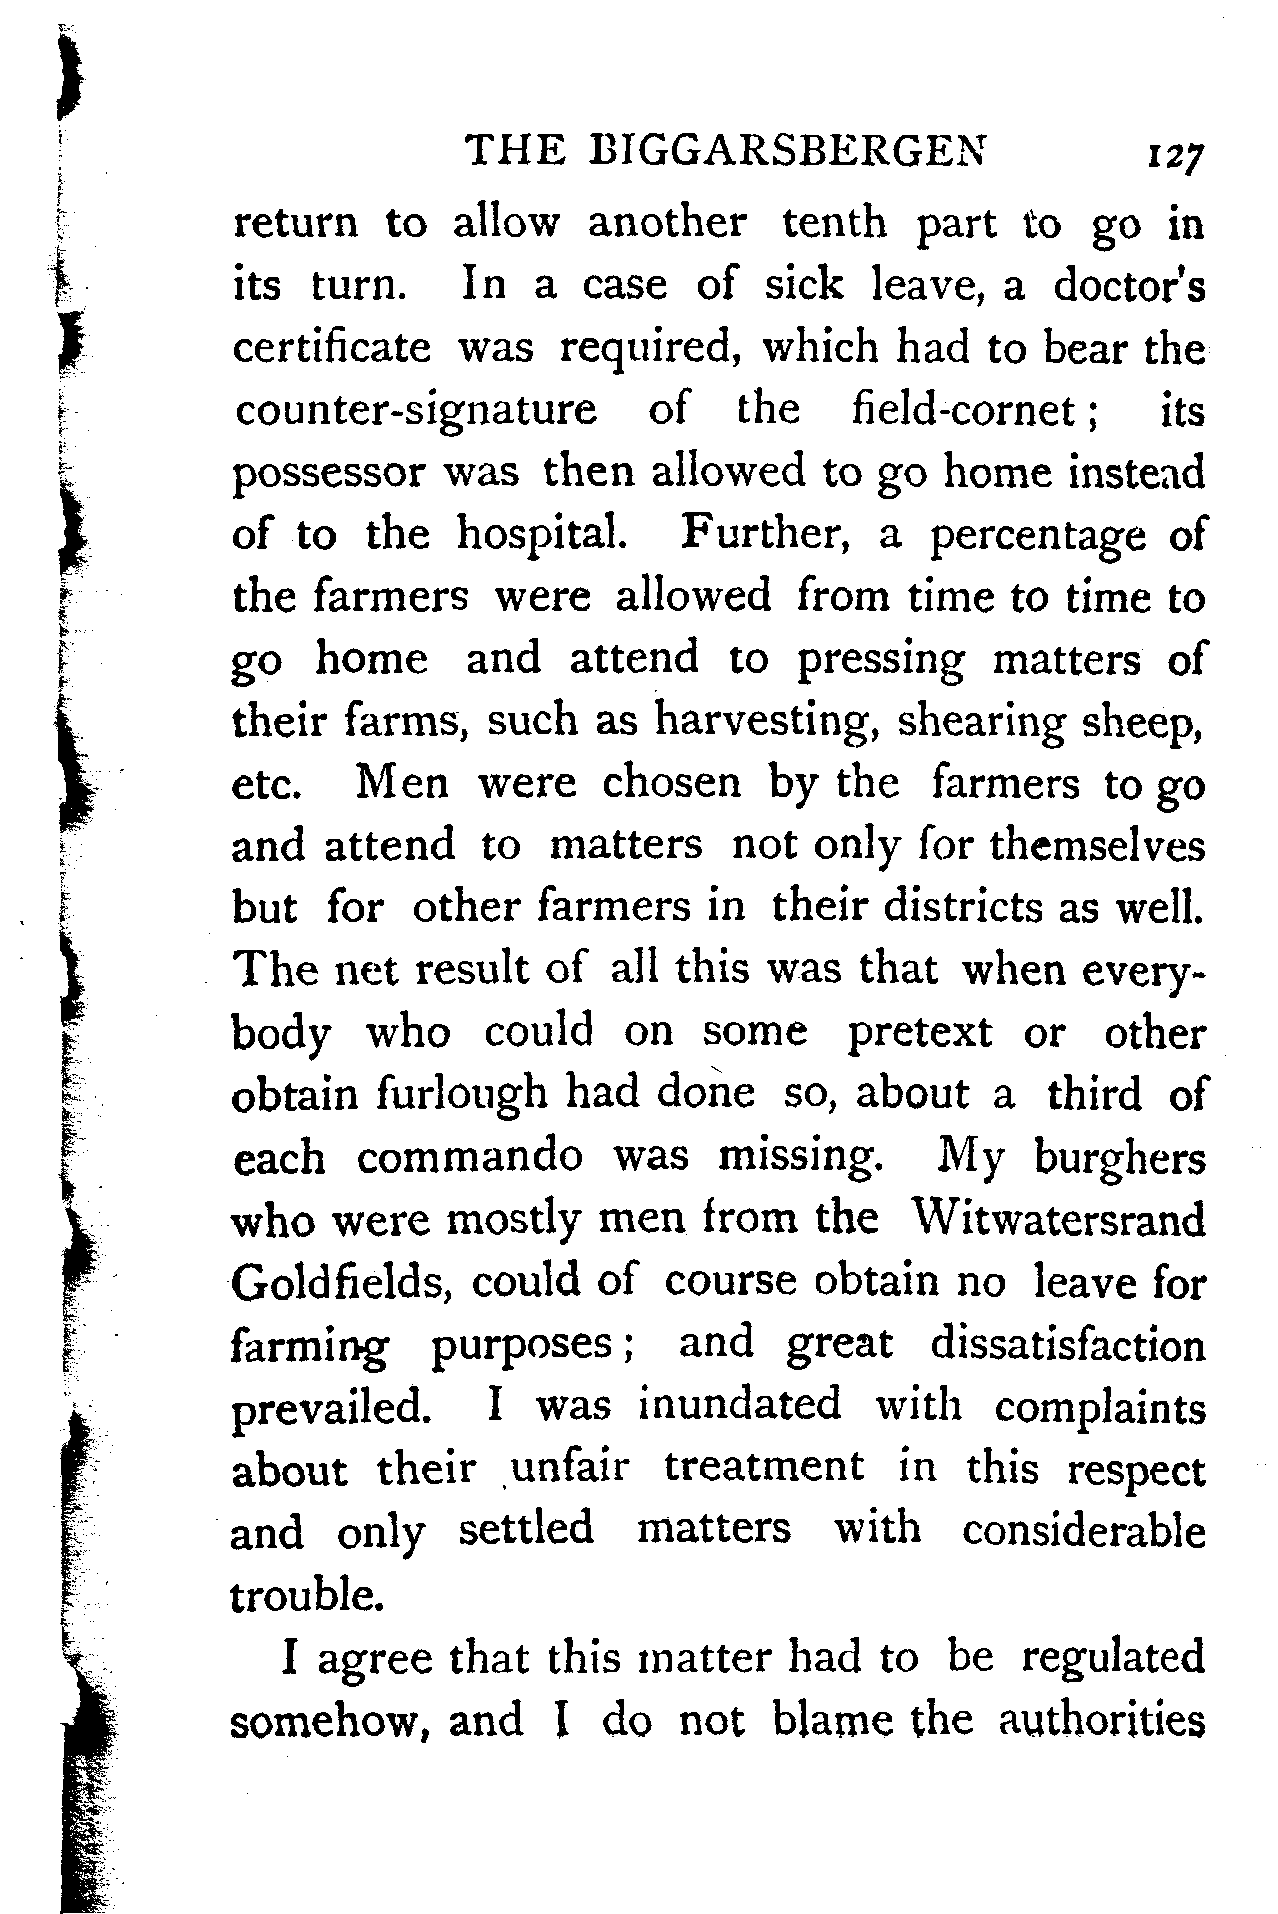 THE BIGGARSBERGEN 127
return to allow another tenth part to go in
its turn. In a case of sick leave, a doctor's
certificate was required, which had to bear the
counter-signature of the field-cornet ; its
possessor was then allowed to go home instead
of to the hospital. Further, a percentage of
the farmers were allowed from time to time to
go home and attend to pressing matters of
their farms, such as harvesting, shearing sheep,
etc. Men were chosen by the farmers to go
and attend to matters not only for themselves
but for other farmers in their districts as well.
The net result of all this was that when every-
body who could on some pretext or other
obtain furlough had done so, about a third of
each commando was missing. My burghers
who were mostly men from the Witwatersrand
Goldfields, could of course obtain no leave for
farming purposes ; and great dissatisfaction
prevailed. I was inundated with complaints
about their unfair treatment in this respect
and only settled matters with considerable
trouble.
I agree that this matter had to be regulated
somehow, and I do not blame the authorities